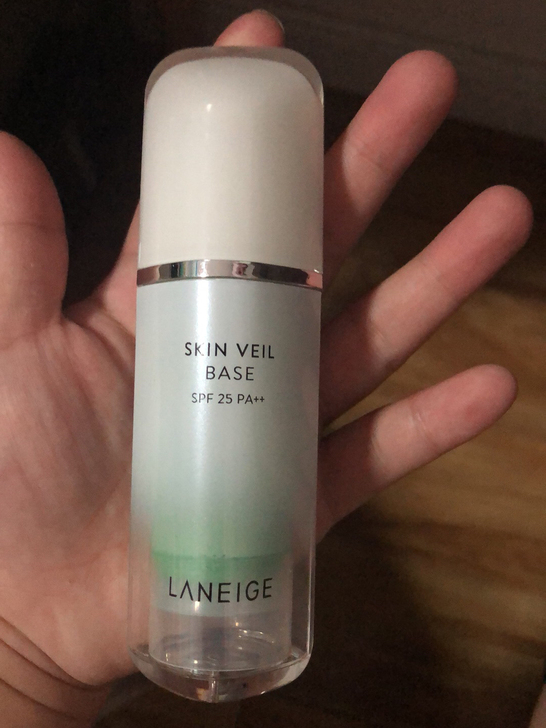 SKIN VEIL
BASE
SPF 25 PA++
LANEIGE